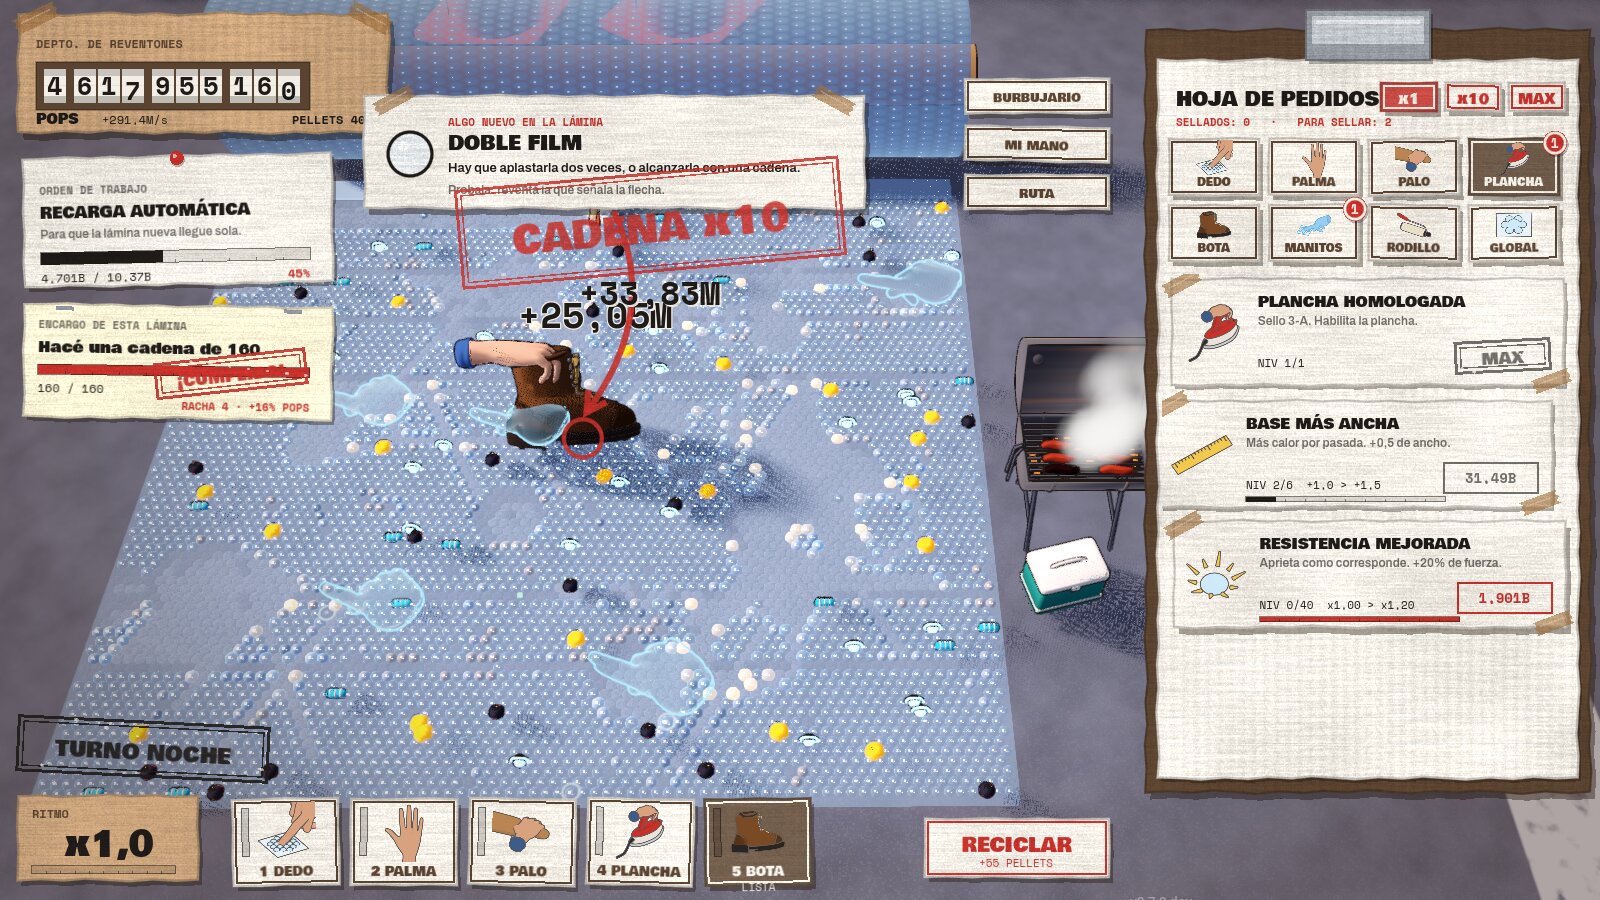 DEPTO. DE REVENTONES
4 617 955 160
POPS +291.4M/s PELLETS 40
ORDEN DE TRABAJO
RECARGA AUTOMÁTICA
Para que la lámina nueva llegue sola.
4.701B / 10.37B 45%
ENCARGO DE ESTA LÁMINA
Hacé una cadena de 160
160 / 160
RACHA 4 · +16% POPS
ALGO NUEVO EN LA LÁMINA
DOBLE FILM
Hay que aplastarla dos veces, o alcanzarla con una cadena.
Probala: reventá la que señala la flecha.
CADENA x10
+33,83M
+25,05M
BURBUJARIO
MI MANO
RUTA
HOJA DE PEDIDOS x1 x10 MAX
SELLADOS: 0 · PARA SELLAR: 2
DEDO
PALMA
PALO
PLANCHA
1
BOTA
MANITOS
1
RODILLO
GLOBAL
PLANCHA HOMOLOGADA
Sello 3-A. Habilita la plancha.
NIV 1/1
MAX
BASE MÁS ANCHA
Más calor por pasada. +0,5 de ancho.
NIV 2/6 +1.0 > +1.5
31,49B
RESISTENCIA MEJORADA
Aprieta como corresponde. +20% de fuerza.
NIV 0/40 x1,00 > x1,20
1,901B
TURNO NOCHE
RITMO
x1,0
1 DEDO
2 PALMA
3 PALO
4 PLANCHA
5 BOTA
LISTA
RECICLAR
+55 PELLETS